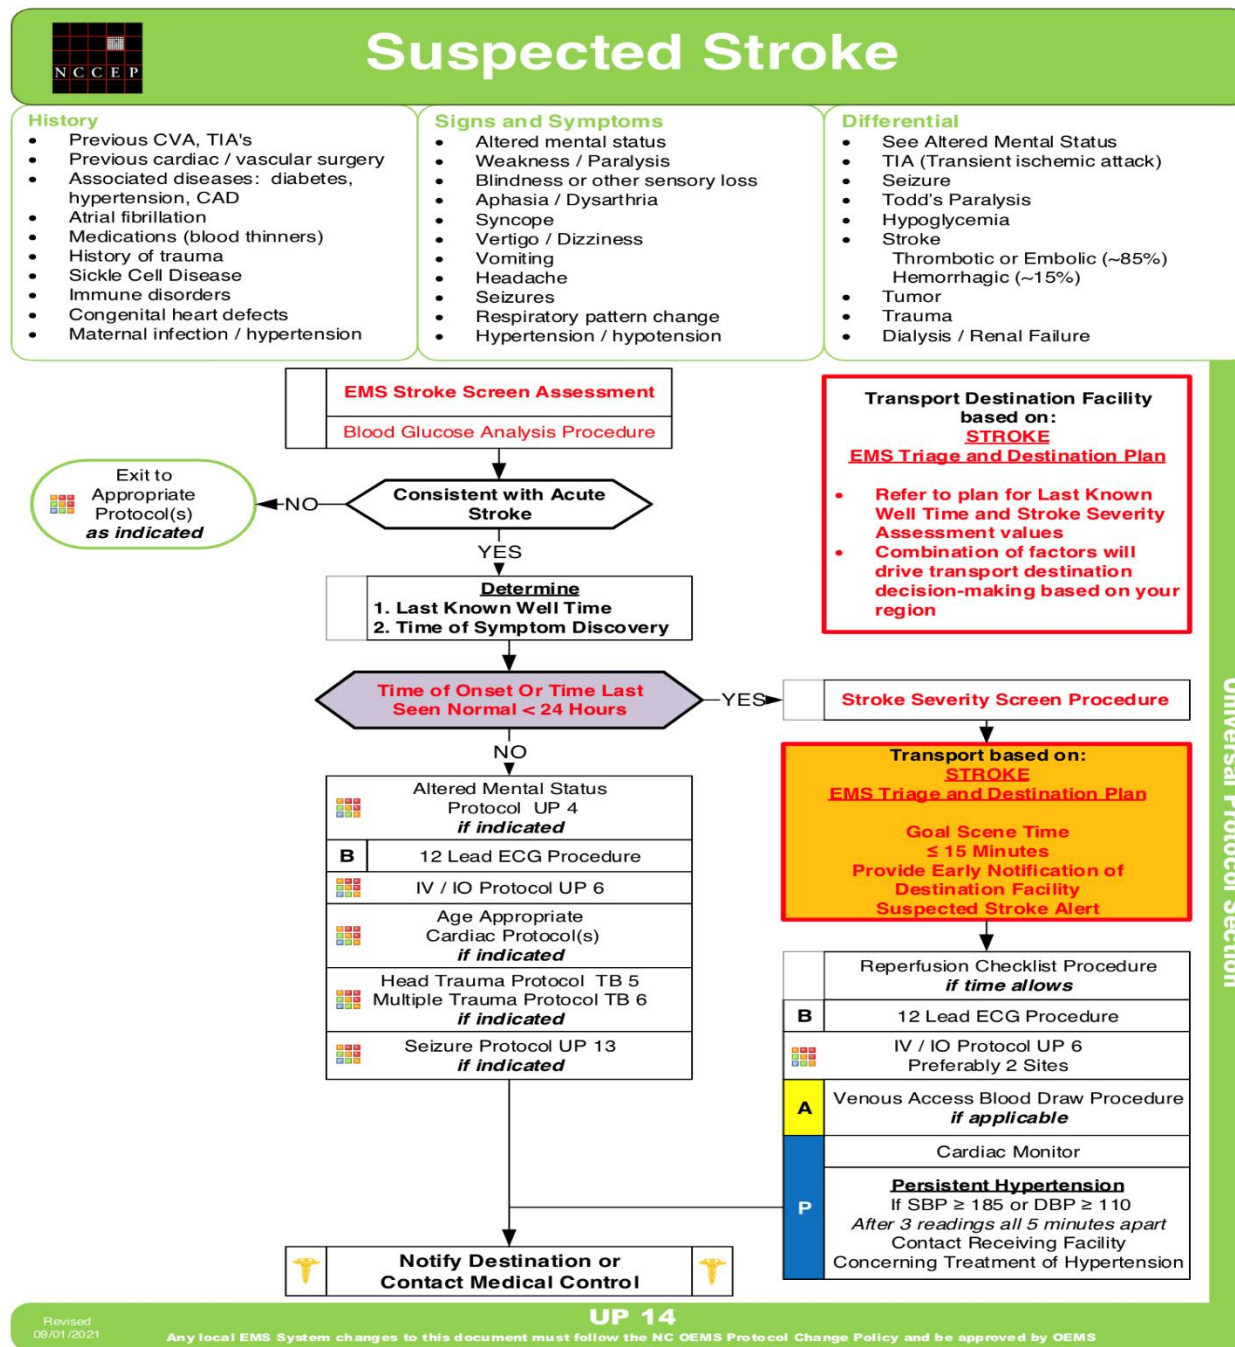 NCCEP
Suspected Stroke
History
• Previous CVA, TIA's
• Previous cardiac / vascular surgery
• Associated diseases: diabetes,
hypertension, CAD
• Atrial fibrillation
• Medications (blood thinners)
• History of trauma
• Sickle Cell Disease
• Immune disorders
• Congenital heart defects
• Maternal infection / hypertension
Signs and Symptoms
• Altered mental status
• Weakness / Paralysis
• Blindness or other sensory loss
• Aphasia / Dysarthria
• Syncope
• Vertigo / Dizziness
• Vomiting
• Headache
• Seizures
• Respiratory pattern change
• Hypertension / hypotension
Differential
• See Altered Mental Status
• TIA (Transient ischemic attack)
• Seizure
• Todd's Paralysis
• Hypoglycemia
• Stroke
Thrombotic or Embolic (~85%)
Hemorrhagic (~15%)
• Tumor
• Trauma
• Dialysis / Renal Failure
EMS Stroke Screen Assessment
Blood Glucose Analysis Procedure
Consistent with Acute
Stroke
NO
Exit to
Appropriate
Protocol(s)
as indicated
YES
Determine
1. Last Known Well Time
2. Time of Symptom Discovery
Time of Onset Or Time Last
Seen Normal < 24 Hours
NO
Altered Mental Status
Protocol UP 4
if indicated
B
12 Lead ECG Procedure
IV / IO Protocol UP 6
Age Appropriate
Cardiac Protocol(s)
if indicated
Head Trauma Protocol TB 5
Multiple Trauma Protocol TB 6
if indicated
Seizure Protocol UP 13
if indicated
Transport Destination Facility
based on:
STROKE
EMS Triage and Destination Plan
• Refer to plan for Last Known
Well Time and Stroke Severity
Assessment values
• Combination of factors will
drive transport destination
decision-making based on your
region
YES
Stroke Severity Screen Procedure
Transport based on:
STROKE
EMS Triage and Destination Plan
Goal Scene Time
≤ 15 Minutes
Provide Early Notification of
Destination Facility
Suspected Stroke Alert
Reperfusion Checklist Procedure
if time allows
B
12 Lead ECG Procedure
IV / IO Protocol UP 6
Preferably 2 Sites
A
Venous Access Blood Draw Procedure
if applicable
P
Cardiac Monitor
Persistent Hypertension
If SBP ≥ 185 or DBP ≥ 110
After 3 readings all 5 minutes apart
Contact Receiving Facility
Concerning Treatment of Hypertension
Notify Destination or
Contact Medical Control
Universal Protocol Section
Revised
09/01/2021
UP 14
Any local EMS System changes to this document must follow the NC OEMS Protocol Change Policy and be approved by OEMS